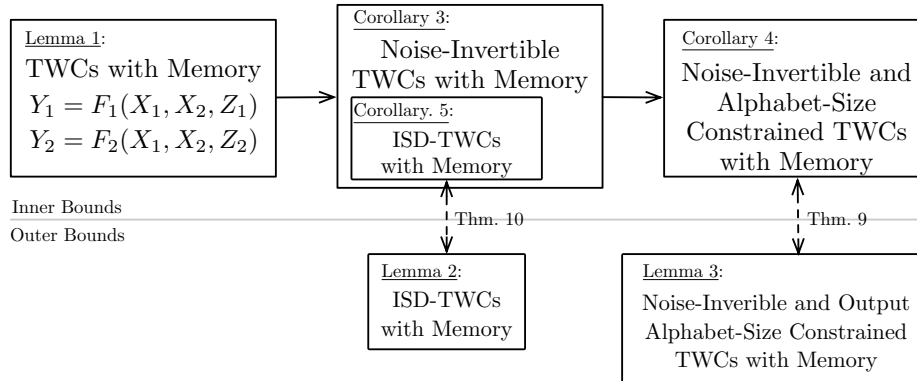 Lemma 1:
TWCs with Memory
Y₁ = F₁(X₁, X₂, Z₁)
Y₂ = F₂(X₁, X₂, Z₂)
Corollary 3:
Noise-Invertible
TWCs with Memory
Corollary. 5:
ISD-TWCs
with Memory
Corollary 4:
Noise-Invertible and
Alphabet-Size
Constrained TWCs
with Memory
Inner Bounds
Outer Bounds
Thm. 10
Thm. 9
Lemma 2:
ISD-TWCs
with Memory
Lemma 3:
Noise-Inverible and Output
Alphabet-Size Constrained
TWCs with Memory